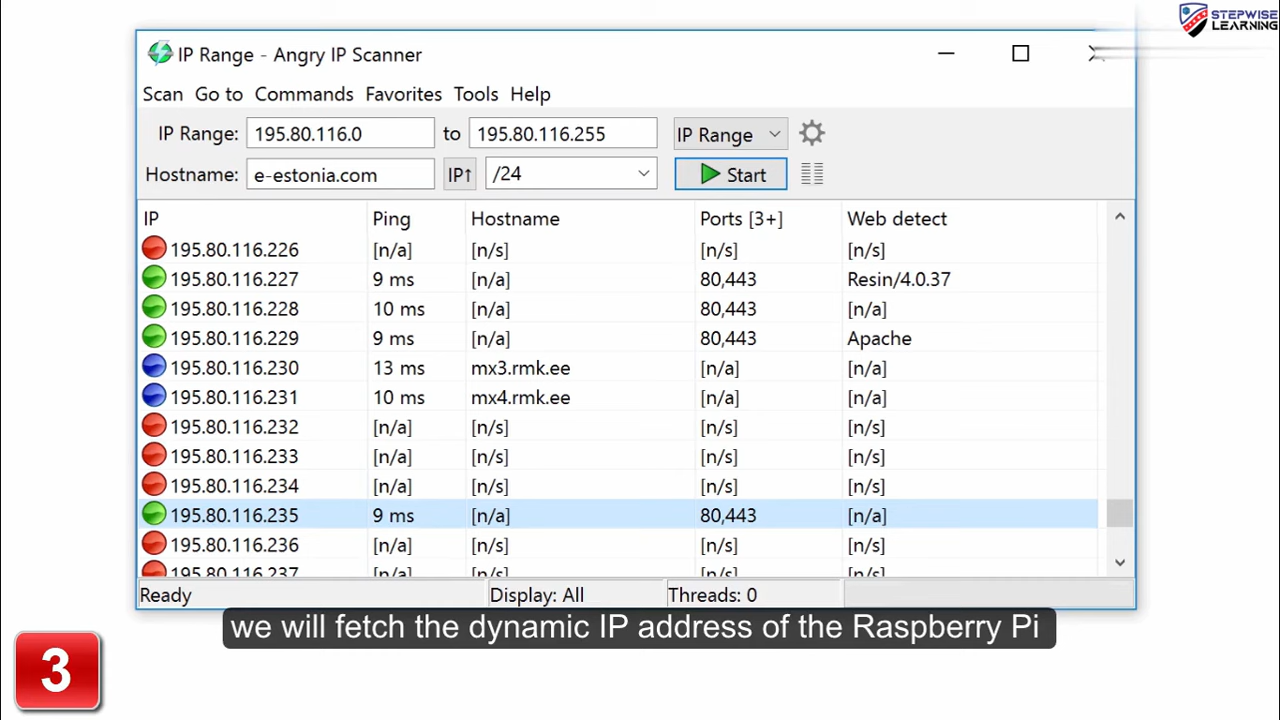 STEPWISE
LEARNING
IP Range - Angry IP Scanner
Scan Go to Commands Favorites Tools Help
IP Range: 195.80.116.0 to 195.80.116.255 IP Range
Hostname: e-estonia.com IP↑ /24 Start
IP Ping Hostname Ports [3+] Web detect
195.80.116.226 [n/a] [n/s] [n/s] [n/s]
195.80.116.227 9 ms [n/a] 80,443 Resin/4.0.37
195.80.116.228 10 ms [n/a] 80,443 [n/a]
195.80.116.229 9 ms [n/a] 80,443 Apache
195.80.116.230 13 ms mx3.rmk.ee [n/a] [n/a]
195.80.116.231 10 ms mx4.rmk.ee [n/a] [n/a]
195.80.116.232 [n/a] [n/s] [n/s] [n/s]
195.80.116.233 [n/a] [n/s] [n/s] [n/s]
195.80.116.234 [n/a] [n/s] [n/s] [n/s]
195.80.116.235 9 ms [n/a] 80,443 [n/a]
195.80.116.236 [n/a] [n/s] [n/s] [n/s]
195.80.116.237 [n/a] [n/s] [n/s] [n/s]
Ready Display: All Threads: 0
we will fetch the dynamic IP address of the Raspberry Pi
3